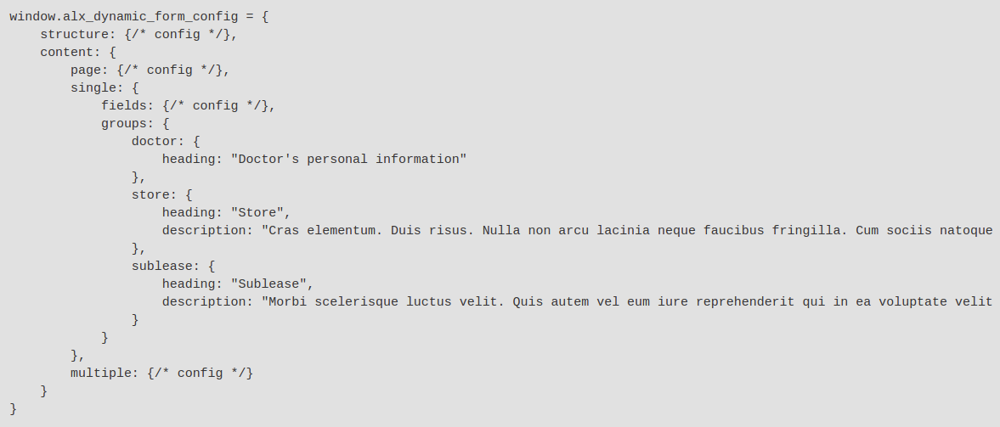 window.alx_dynamic_form_config = {
    structure: {/* config */},
    content: {
        page: {/* config */},
        single: {
            fields: {/* config */},
            groups: {
                doctor: {
                    heading: "Doctor's personal information"
                },
                store: {
                    heading: "Store",
                    description: "Cras elementum. Duis risus. Nulla non arcu lacinia neque faucibus fringilla. Cum sociis natoque
                },
                sublease: {
                    heading: "Sublease",
                    description: "Morbi scelerisque luctus velit. Quis autem vel eum iure reprehenderit qui in ea voluptate velit
                }
            }
        },
        multiple: {/* config */}
    }
}